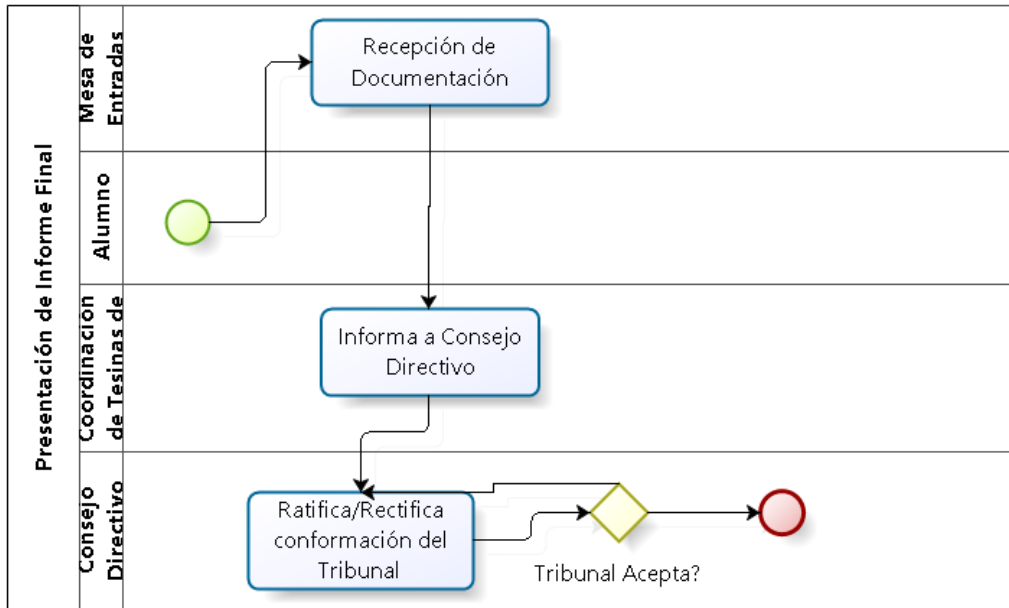 Presentación de Informe Final
Mesa de
Entradas
Recepción de
Documentación
Alumno
Coordinacion
de Tesinas de
Informa a Consejo
Directivo
Consejo
Directivo
Ratifica/Rectifica
conformación del
Tribunal
Tribunal Acepta?